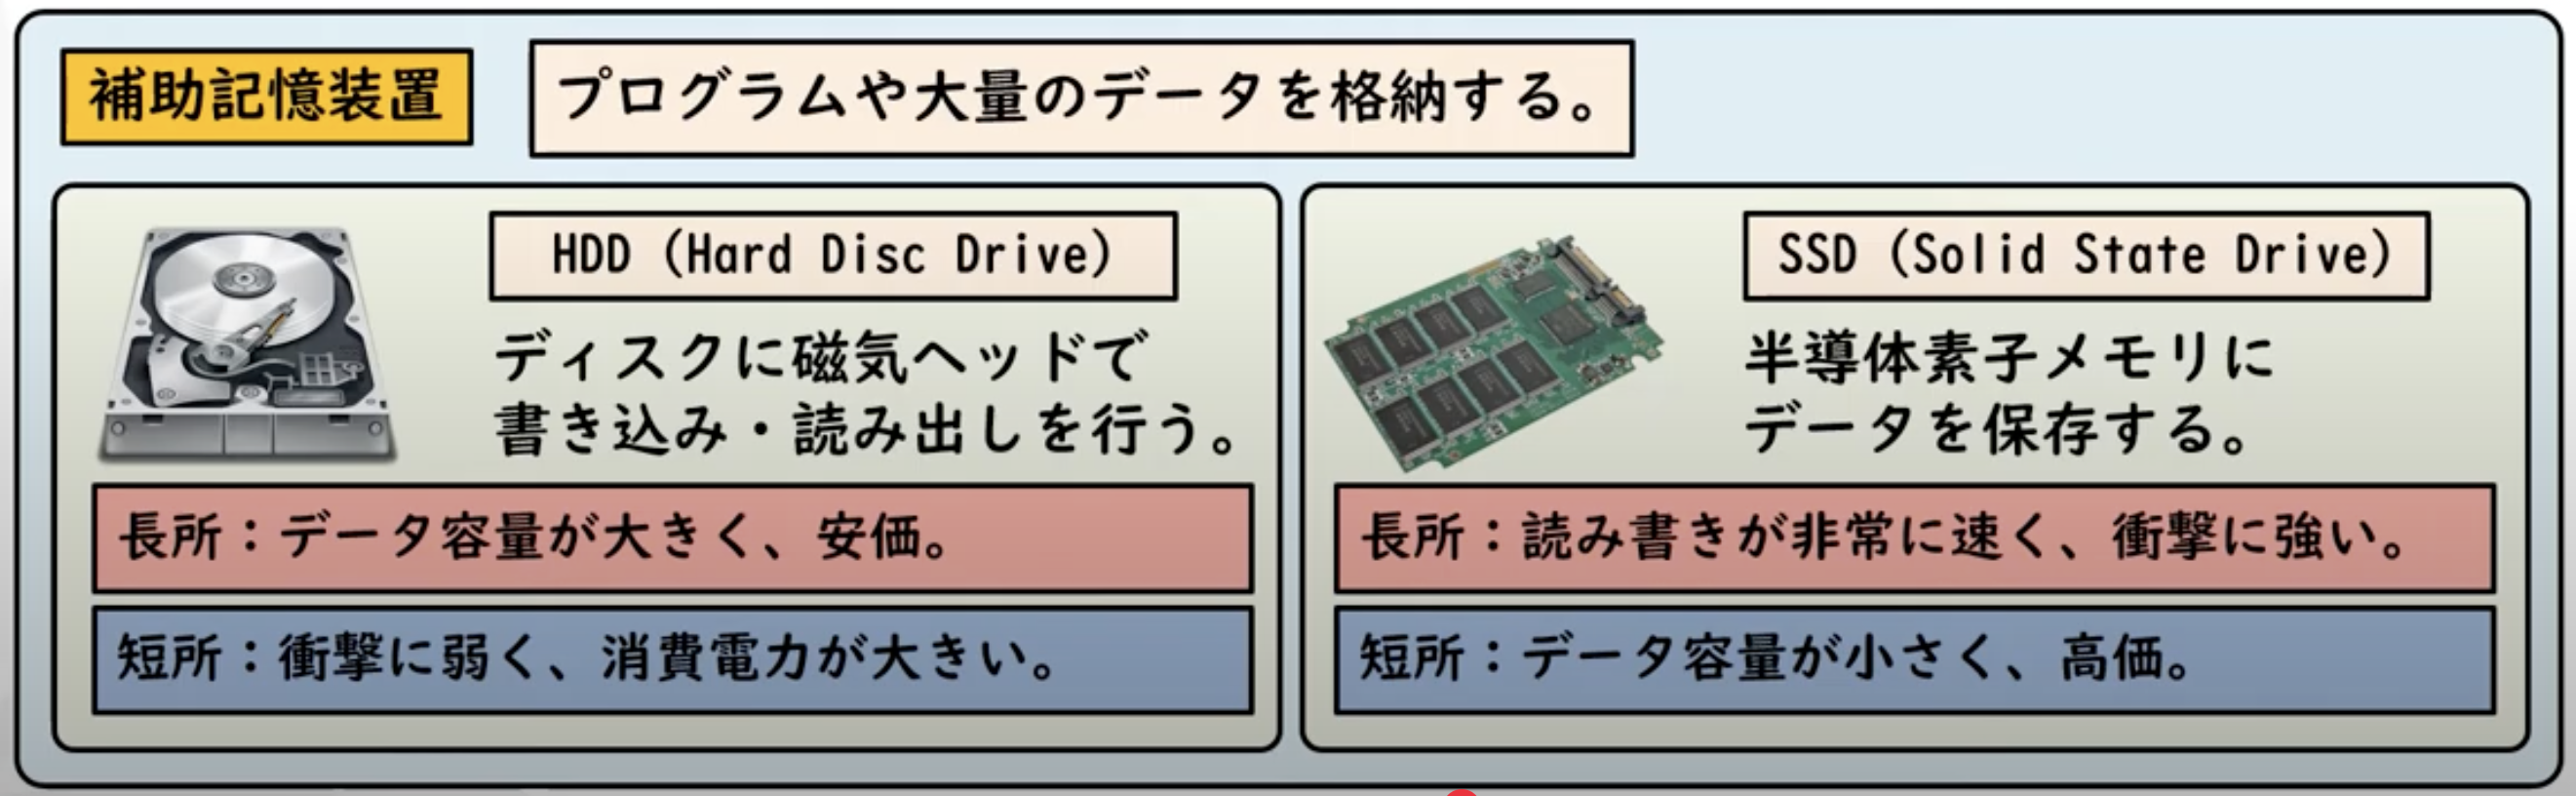 補助記憶装置
プログラムや大量のデータを格納する。
HDD (Hard Disc Drive)
ディスクに磁気ヘッドで
書き込み・読み出しを行う。
長所：データ容量が大きく、安価。
短所：衝撃に弱く、消費電力が大きい。
SSD (Solid State Drive)
半導体素子メモリに
データを保存する。
長所：読み書きが非常に速く、衝撃に強い。
短所：データ容量が小さく、高価。